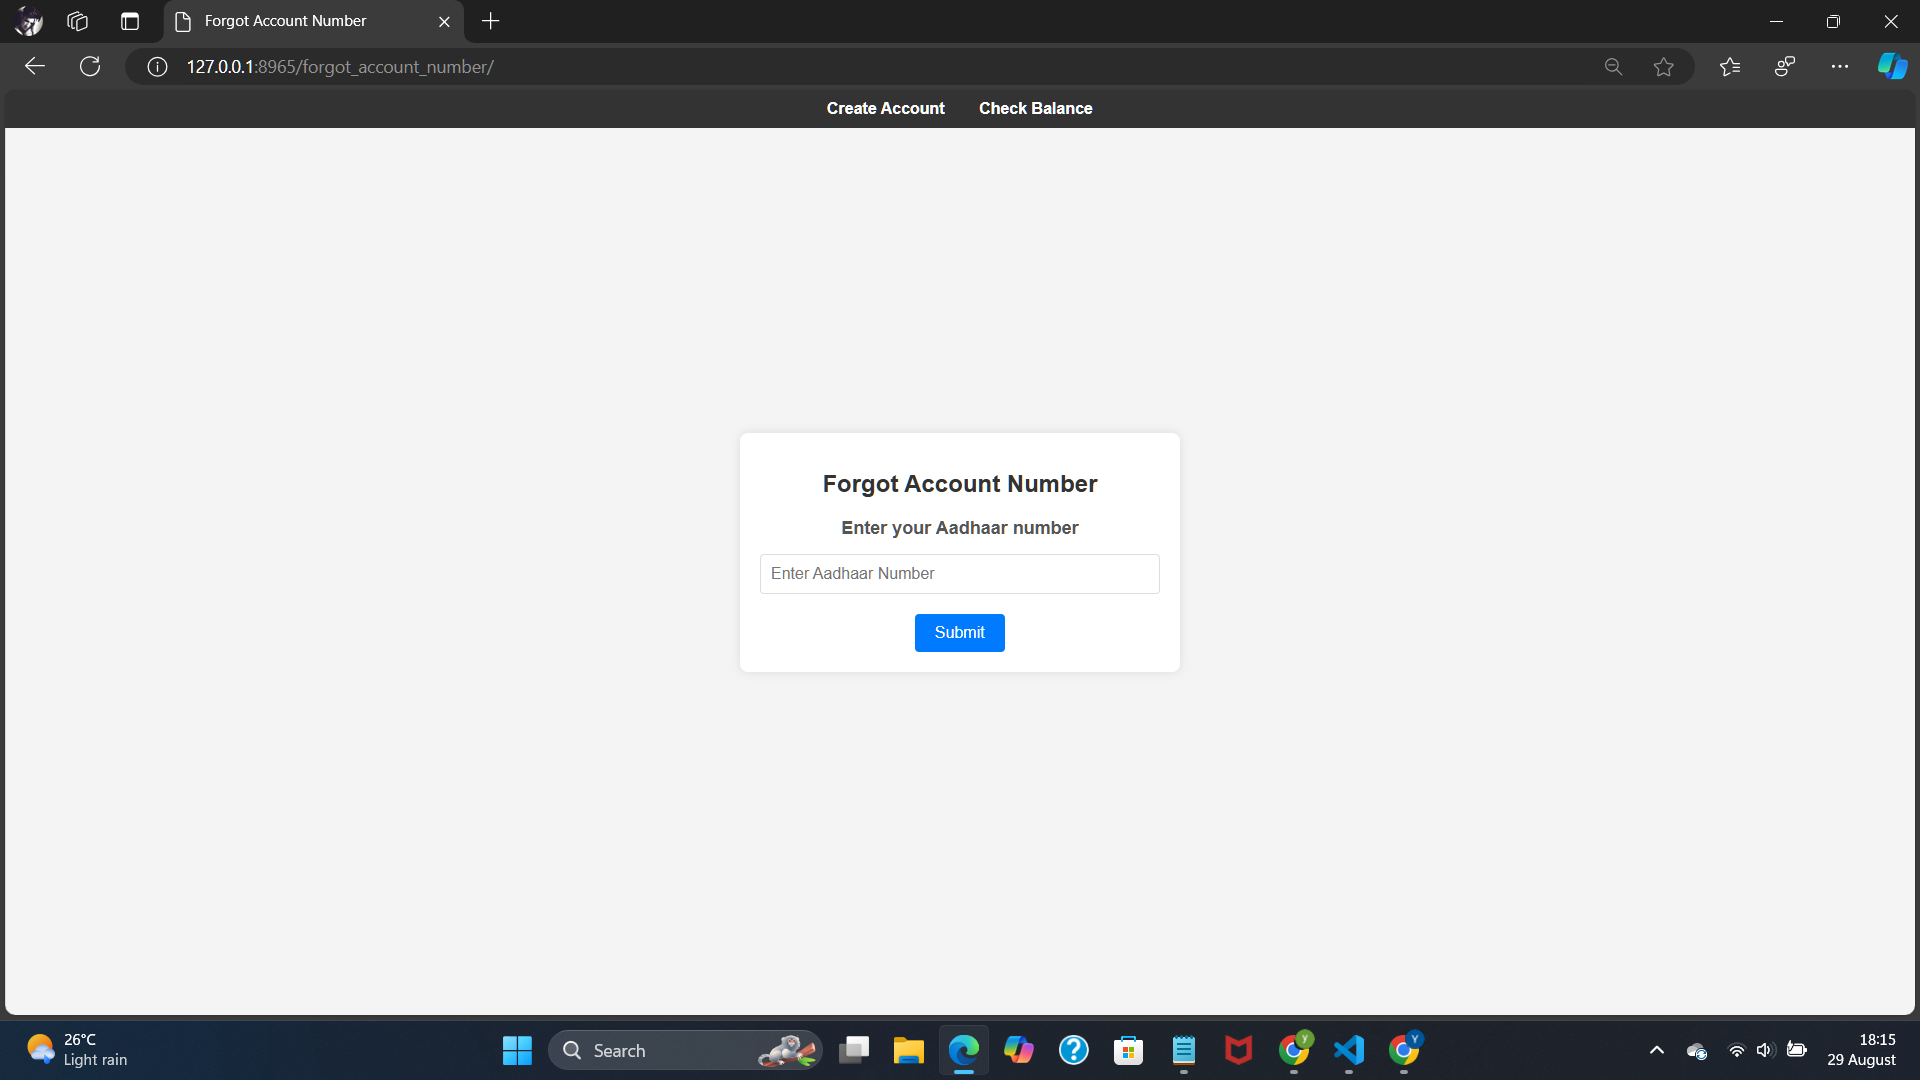 Forgot Account Number
127.0.0.1:8965/forgot_account_number/
Create Account Check Balance
Forgot Account Number
Enter your Aadhaar number
Enter Aadhaar Number
Submit
26°C
Light rain
Search
y
Y
18:15
29 August